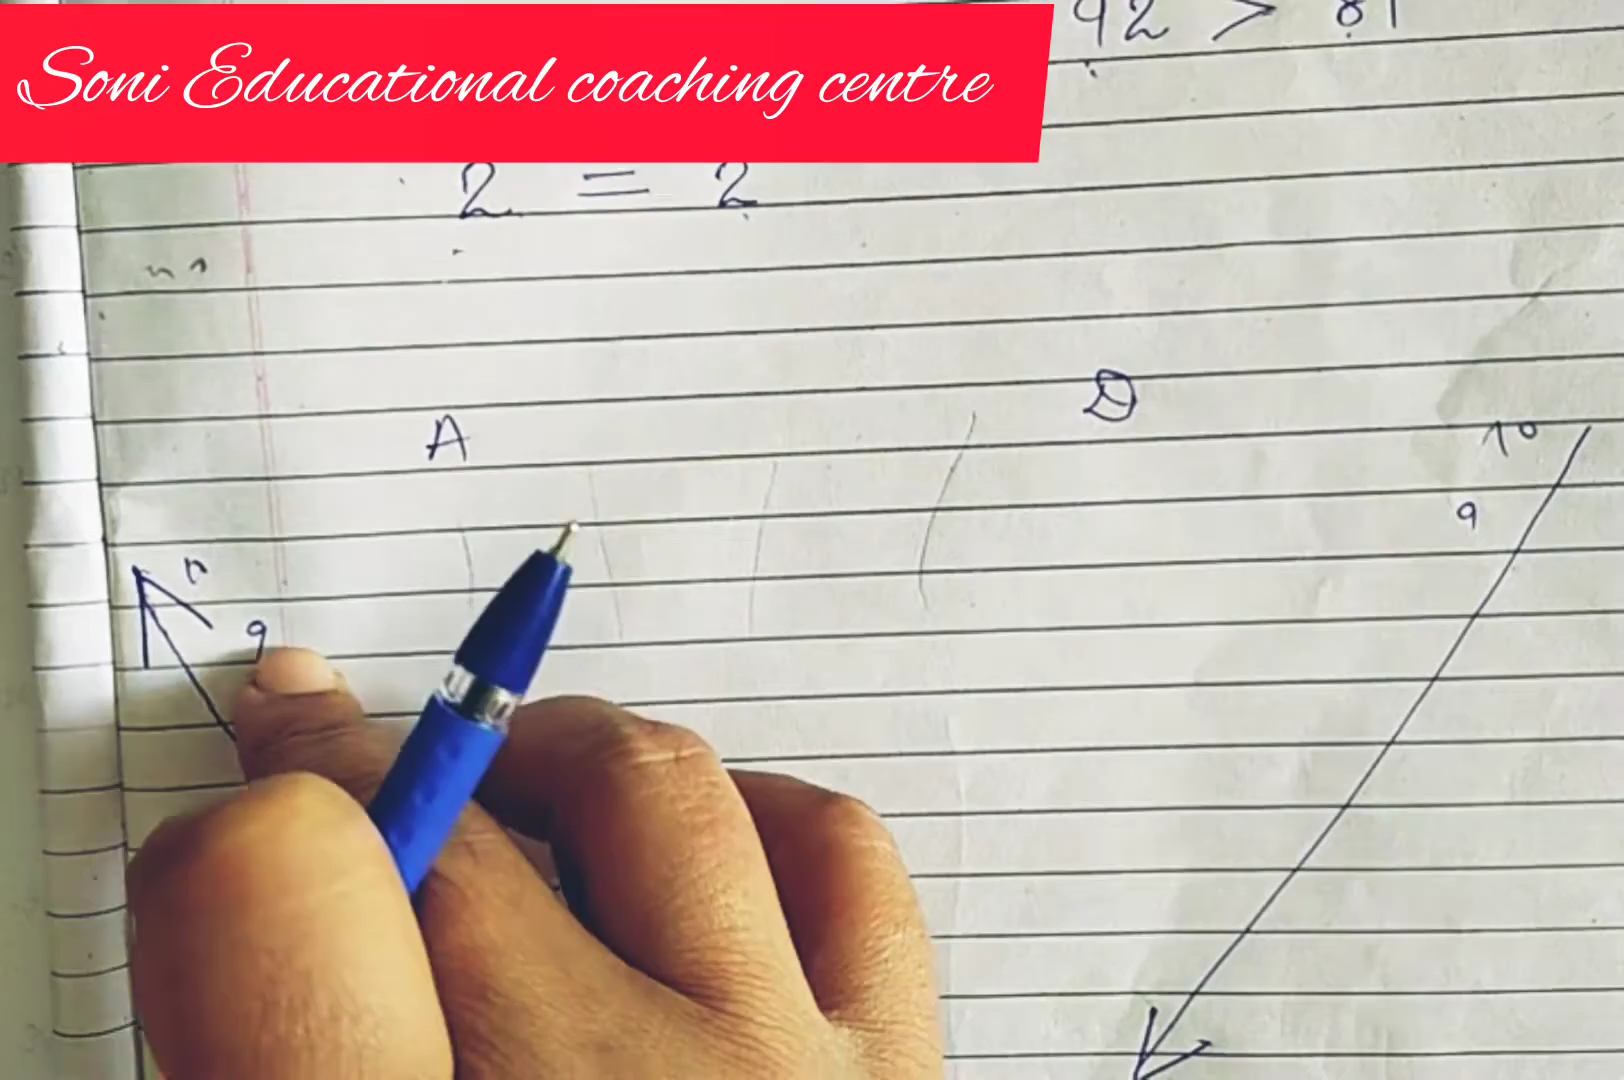 92 > 81
Soni Educational coaching centre
2 = 2
A
D
10
9
9